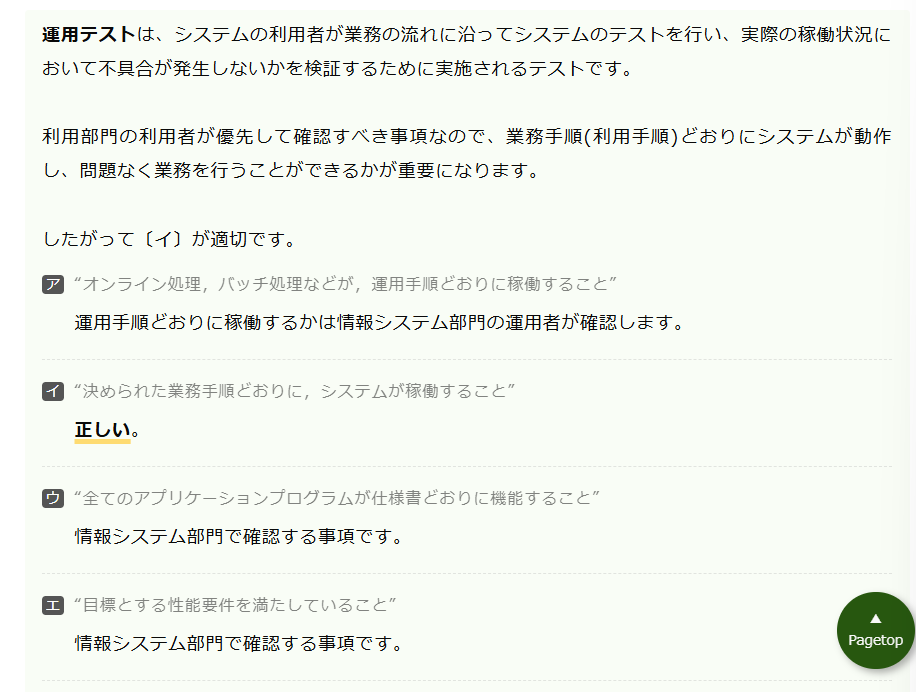 運用テストは、システムの利用者が業務の流れに沿ってシステムのテストを行い、実際の稼働状況に
おいて不具合が発生しないかを検証するために実施されるテストです。
利用部門の利用者が優先して確認すべき事項なので、業務手順(利用手順)どおりにシステムが動作
し、問題なく業務を行うことができるかが重要になります。
したがって〔イ〕が適切です。
ア “オンライン処理，バッチ処理などが，運用手順どおりに稼働すること”
運用手順どおりに稼働するかは情報システム部門の運用者が確認します。
イ “決められた業務手順どおりに，システムが稼働すること”
正しい。
ウ “全てのアプリケーションプログラムが仕様書どおりに機能すること”
情報システム部門で確認する事項です。
エ “目標とする性能要件を満たしていること”
情報システム部門で確認する事項です。
▲
Pagetop